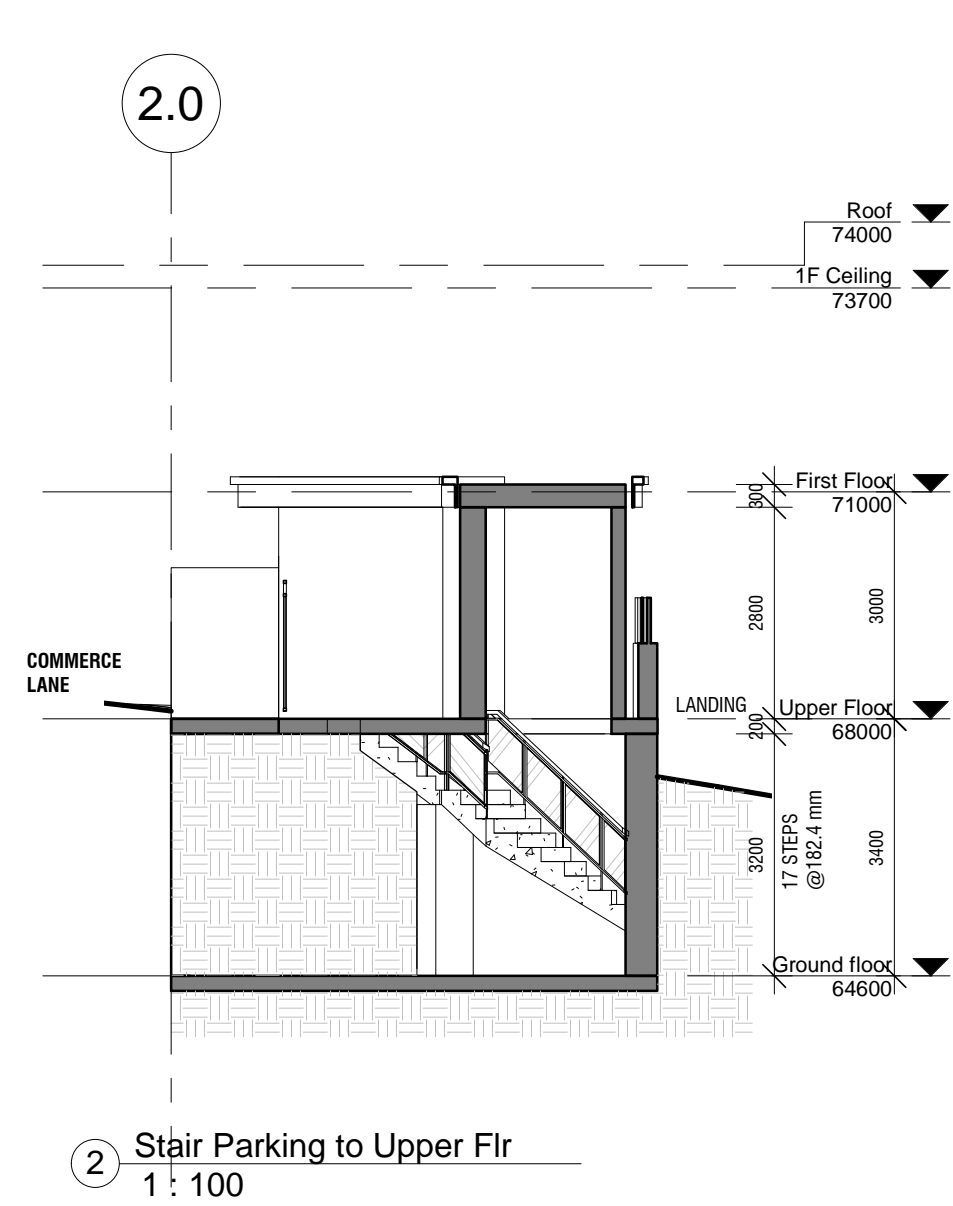 2.0
Roof
74000
1F Ceiling
73700
First Floor
71000
300
2800
3000
COMMERCE
LANE
LANDING
Upper Floor
68000
200
3200
17 STEPS
@182.4 mm
3400
Ground floor
64600
2
Stair Parking to Upper Flr
1 : 100